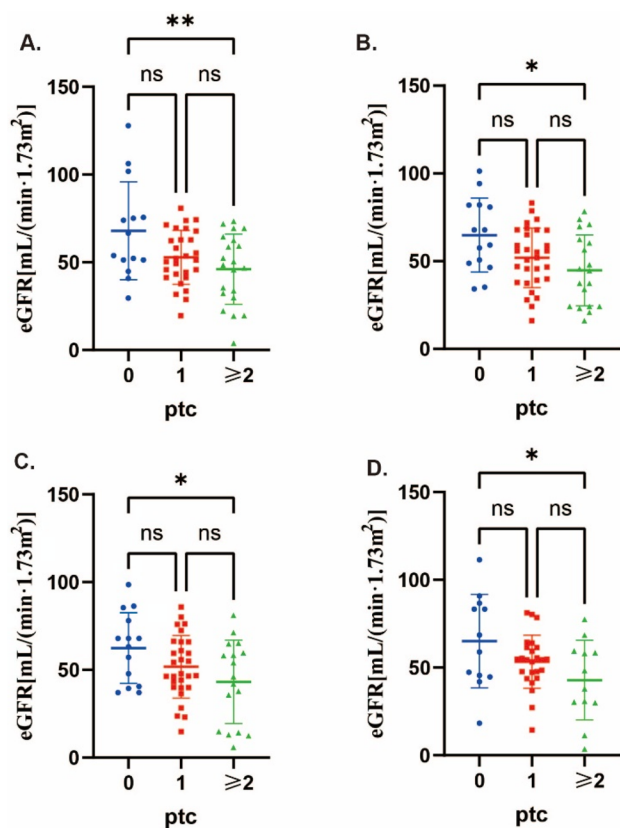 A.
**
ns ns
eGFR[mL/(min·1.73m²)]
150
100
50
0
0 1 ⩾2
ptc
B.
*
ns ns
eGFR[mL/(min·1.73m²)]
150
100
50
0
0 1 ⩾2
ptc
C.
*
ns ns
eGFR[mL/(min·1.73m²)]
150
100
50
0
0 1 ⩾2
ptc
D.
*
ns ns
eGFR[mL/(min·1.73m²)]
150
100
50
0
0 1 ⩾2
ptc